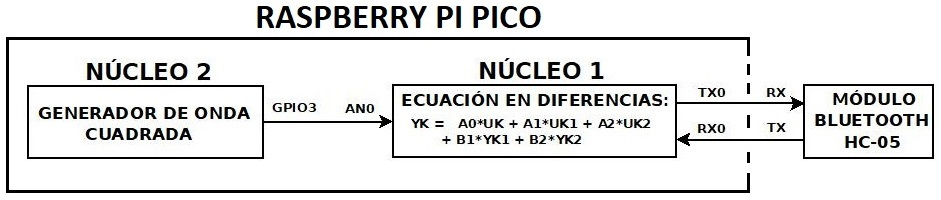 RASPBERRY PI PICO
NÚCLEO 2
GENERADOR DE ONDA
CUADRADA
GPIO3
AN0
NÚCLEO 1
ECUACIÓN EN DIFERENCIAS:
YK = A0*UK + A1*UK1 + A2*UK2
+ B1*YK1 + B2*YK2
TX0
RX
RX0
TX
MÓDULO
BLUETOOTH
HC-05